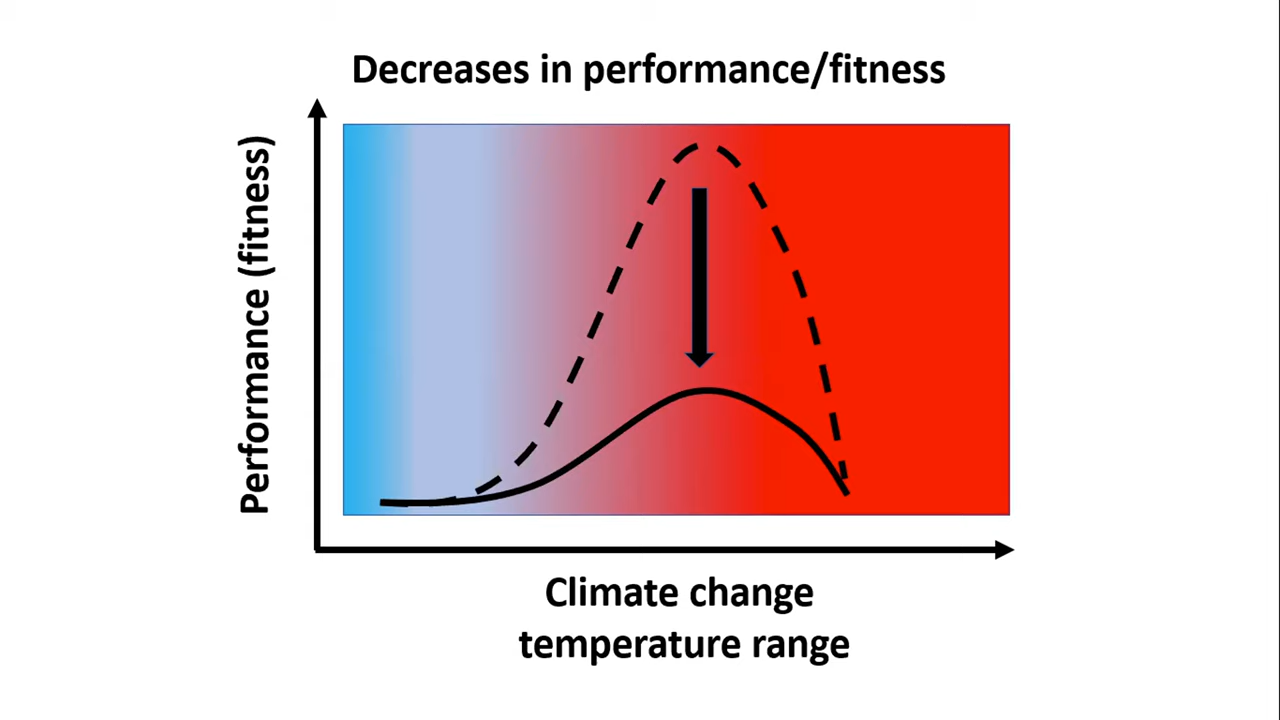 Decreases in performance/fitness
Performance (fitness)
Climate change
temperature range